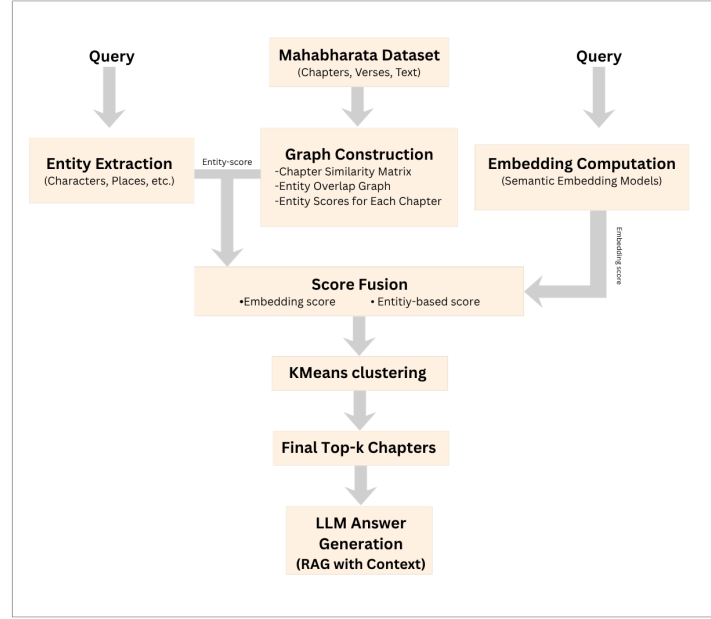 Query
Mahabharata Dataset
(Chapters, Verses, Text)
Query
Entity Extraction
(Characters, Places, etc.)
Entity-score
Graph Construction
-Chapter Similarity Matrix
-Entity Overlap Graph
-Entity Scores for Each Chapter
Embedding Computation
(Semantic Embedding Models)
Embedding score
Score Fusion
•Embedding score • Entitiy-based score
KMeans clustering
Final Top-k Chapters
LLM Answer
Generation
(RAG with Context)